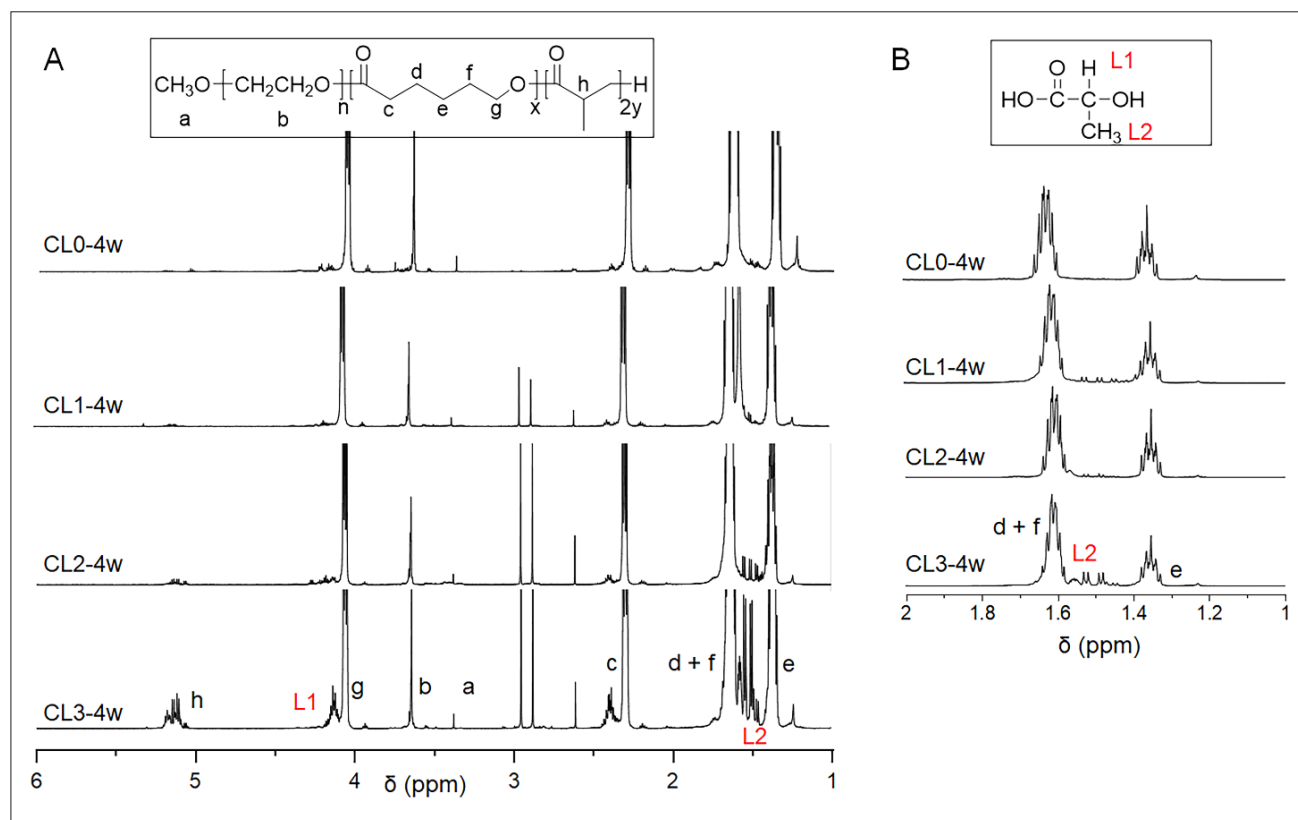 A
CH3O
CH2CH2O
n
O
O
x
O
2y
H
a
b
c
d
e
f
g
h
CL0-4w
CL1-4w
CL2-4w
CL3-4w
h
L1
g
b
a
c
d + f
L2
e
6
5
4
3
2
1
δ (ppm)
B
O
H
L1
HO
C
C
OH
CH3
L2
CL0-4w
CL1-4w
CL2-4w
CL3-4w
d + f
L2
e
2
1.8
1.6
1.4
1.2
1
δ (ppm)